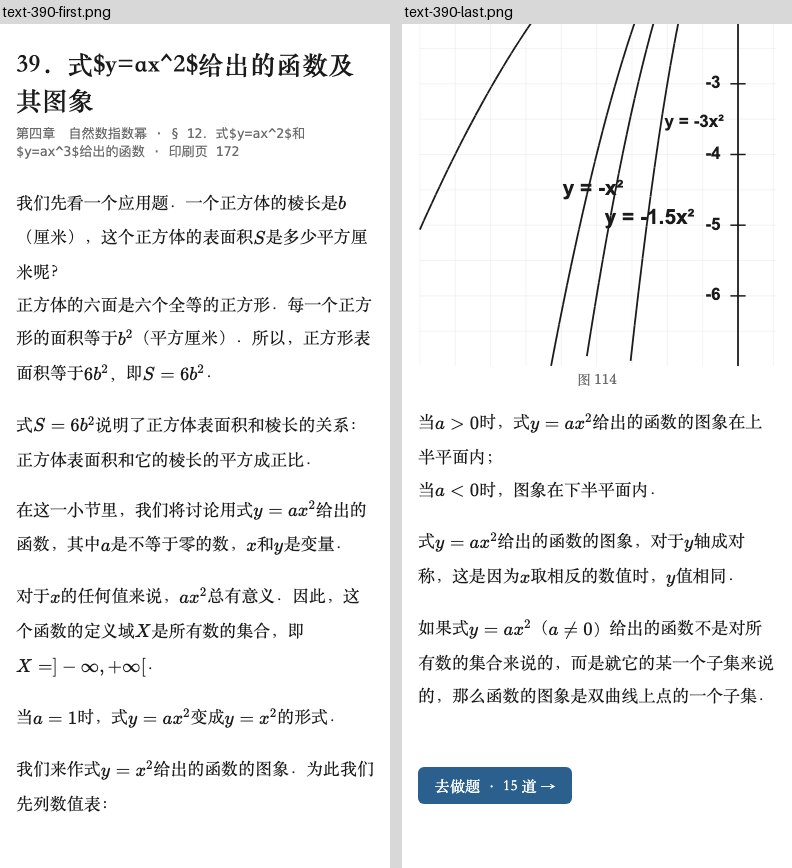 text-390-first.png
39．式$y=ax^2$给出的函数及
其图象
第四章　自然数指数幂 · § 12．式$y=ax^2$和
$y=ax^3$给出的函数 · 印刷页 172
我们先看一个应用题．一个正方体的棱长是b
（厘米），这个正方体的表面积S是多少平方厘
米呢？
正方体的六面是六个全等的正方形．每一个正方
形的面积等于b²（平方厘米）．所以，正方形表
面积等于6b²，即S = 6b²．
式S = 6b²说明了正方体表面积和棱长的关系：
正方体表面积和它的棱长的平方成正比．
在这一小节里，我们将讨论用式y = ax²给出的
函数，其中a是不等于零的数，x和y是变量．
对于x的任何值来说，ax²总有意义．因此，这
个函数的定义域X是所有数的集合，即
X =] − ∞, +∞[．
当a = 1时，式y = ax²变成y = x²的形式．
我们来作式y = x²给出的函数的图象．为此我们
先列数值表：
text-390-last.png
-3
y = -3x²
-4
y = -x²
y = -1.5x²
-5
-6
图 114
当a > 0时，式y = ax²给出的函数的图象在上
半平面内；
当a < 0时，图象在下半平面内．
式y = ax²给出的函数的图象，对于y轴成对
称，这是因为x取相反的数值时，y值相同．
如果式y = ax²（a ≠ 0）给出的函数不是对所
有数的集合来说的，而是就它的某一个子集来说
的，那么函数的图象是双曲线上点的一个子集．
去做题 · 15 道 →